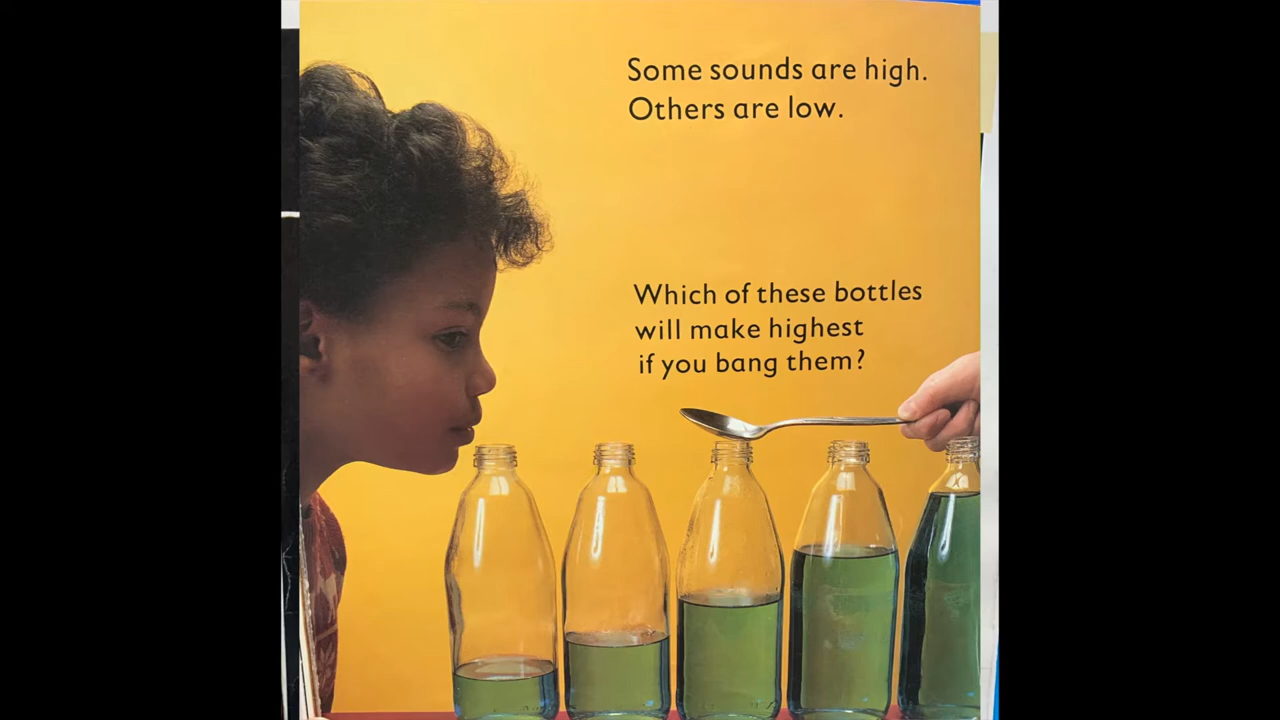 Some sounds are high.
Others are low.
Which of these bottles
will make highest
if you bang them?